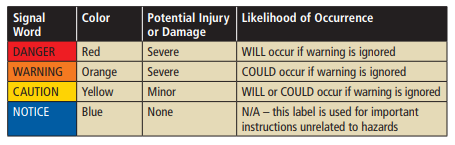 Signal Word Color Potential Injury or Damage Likelihood of Occurrence
DANGER Red Severe WILL occur if warning is ignored
WARNING Orange Severe COULD occur if warning is ignored
CAUTION Yellow Minor WILL or COULD occur if warning is ignored
NOTICE Blue None N/A – this label is used for important
instructions unrelated to hazards